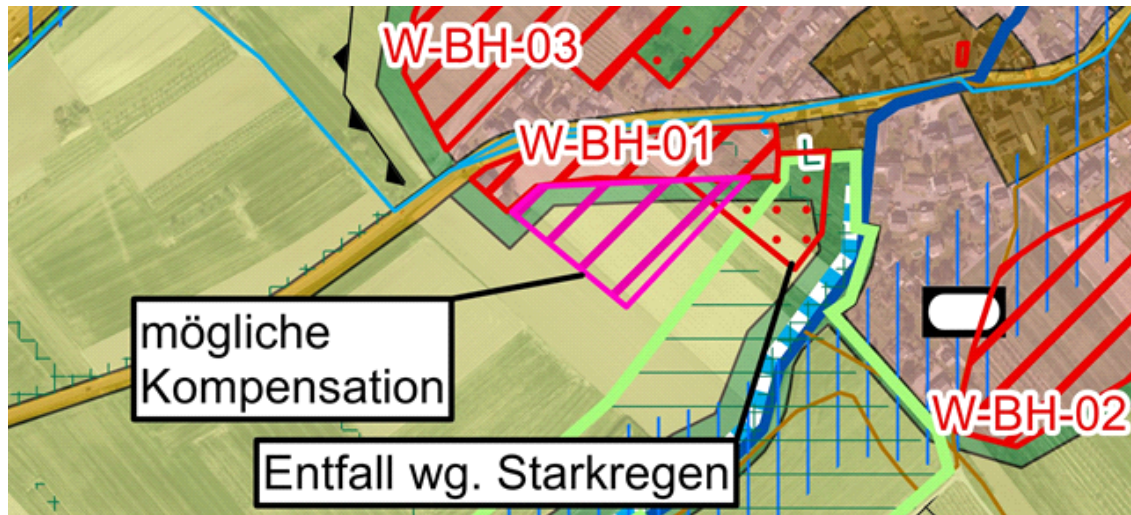 W-BH-03
W-BH-01
L
mögliche
Kompensation
W-BH-02
Entfall wg. Starkregen